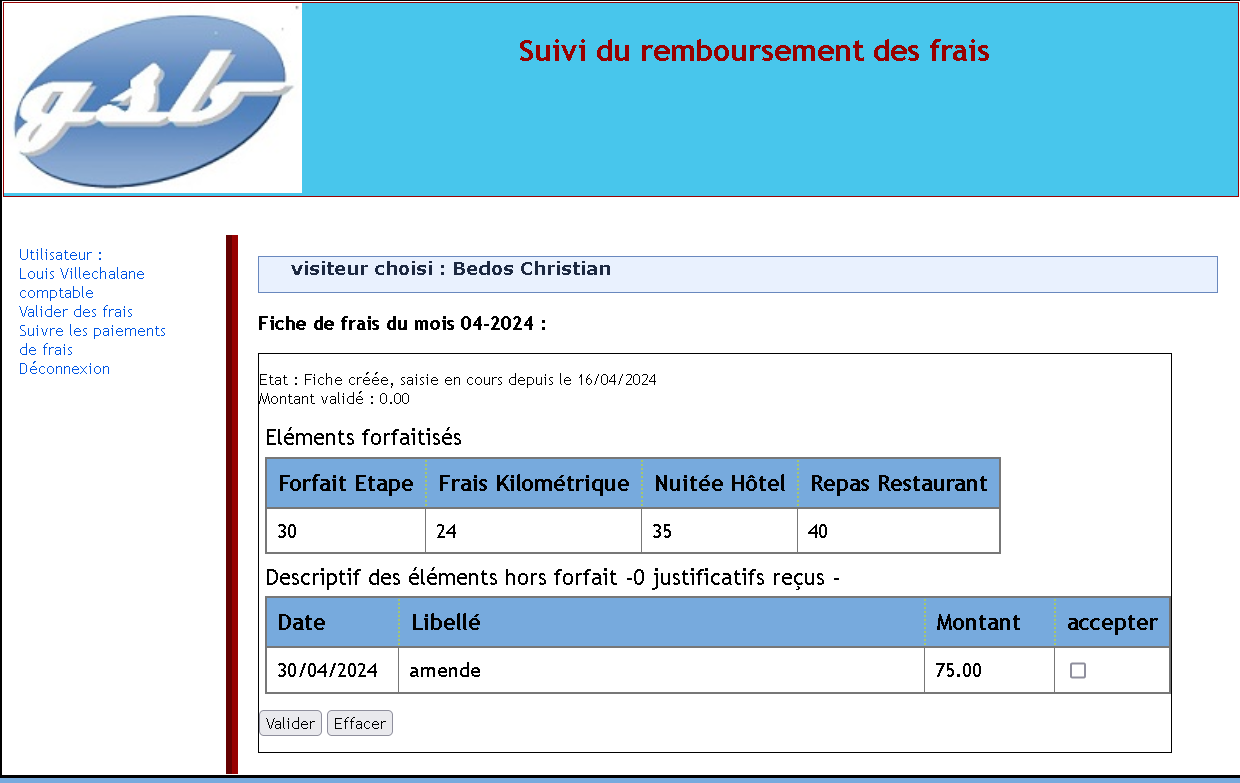 gsb
Suivi du remboursement des frais
Utilisateur :
Louis Villechalane
comptable
Valider des frais
Suivre les paiements
de frais
Déconnexion
visiteur choisi : Bedos Christian
Fiche de frais du mois 04-2024 :
Etat : Fiche créée, saisie en cours depuis le 16/04/2024
Montant validé : 0.00
Eléments forfaitisés
Forfait Etape Frais Kilométrique Nuitée Hôtel Repas Restaurant
30 24 35 40
Descriptif des éléments hors forfait -0 justificatifs reçus -
Date Libellé Montant accepter
30/04/2024 amende 75.00
Valider Effacer